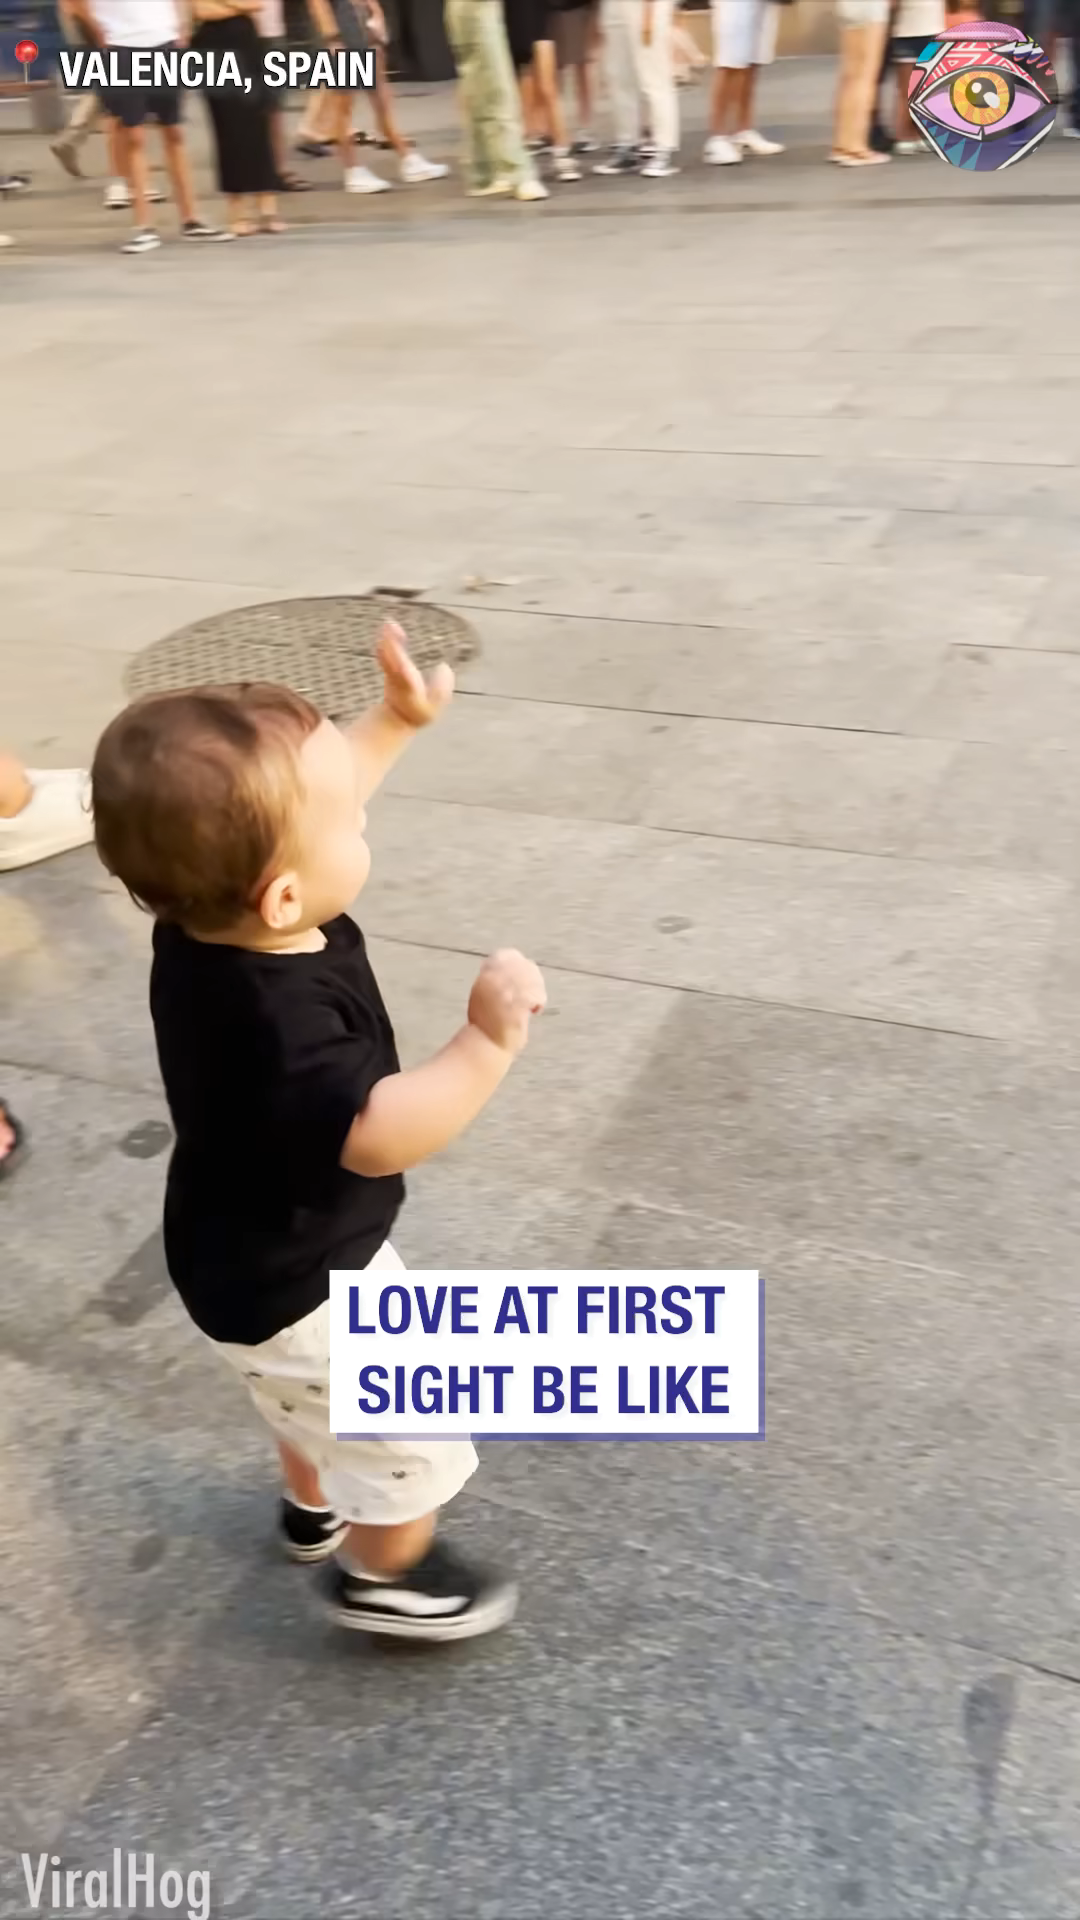 VALENCIA, SPAIN
LOVE AT FIRST
SIGHT BE LIKE
ViralHog